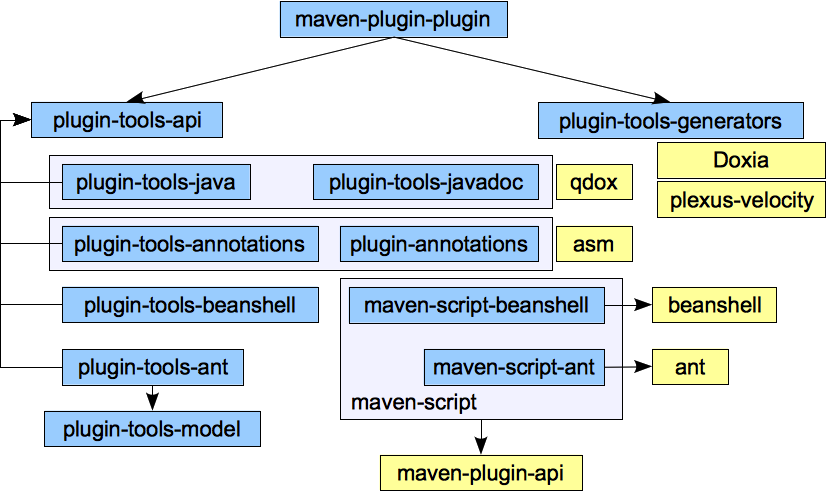 maven-plugin-plugin
plugin-tools-api
plugin-tools-generators
Doxia
plexus-velocity
plugin-tools-java
plugin-tools-javadoc
qdox
plugin-tools-annotations
plugin-annotations
asm
plugin-tools-beanshell
maven-script-beanshell
beanshell
plugin-tools-ant
maven-script-ant
ant
maven-script
plugin-tools-model
maven-plugin-api